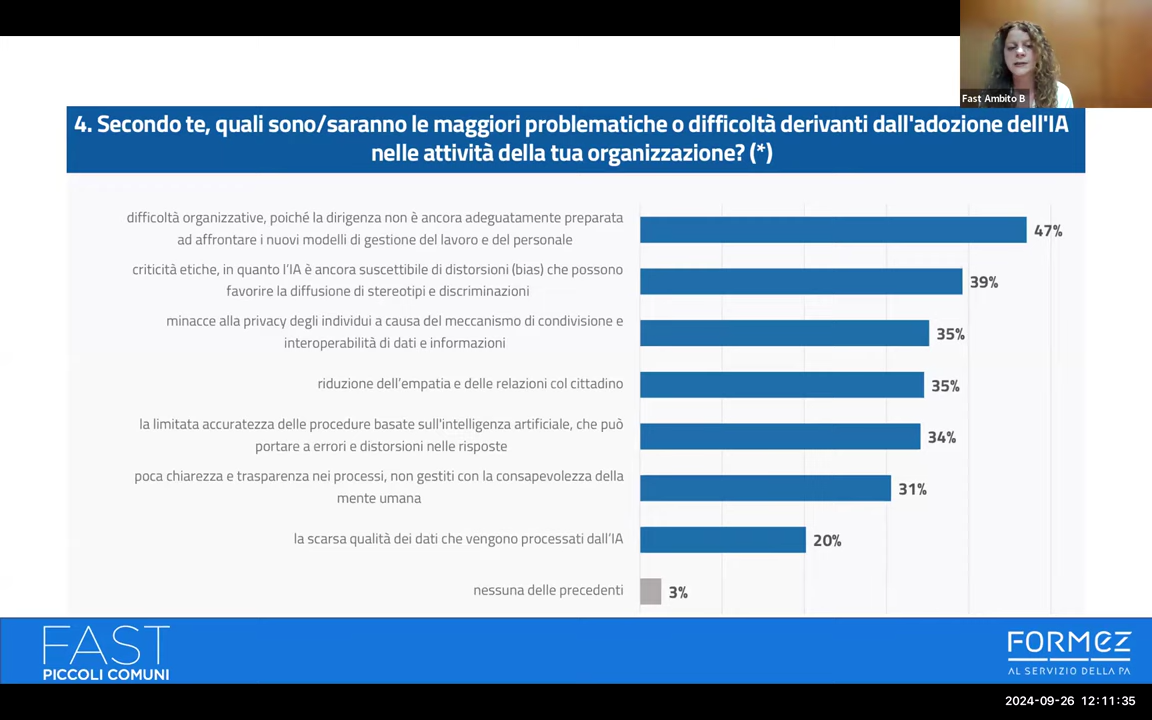 Fast Ambito B
4. Secondo te, quali sono/saranno le maggiori problematiche o difficoltà derivanti dall'adozione dell'IA
nelle attività della tua organizzazione? (*)
difficoltà organizzative, poiché la dirigenza non è ancora adeguatamente preparata
ad affrontare i nuovi modelli di gestione del lavoro e del personale
47%
criticità etiche, in quanto l’IA è ancora suscettibile di distorsioni (bias) che possono
favorire la diffusione di stereotipi e discriminazioni
39%
minacce alla privacy degli individui a causa del meccanismo di condivisione e
interoperabilità di dati e informazioni
35%
riduzione dell’empatia e delle relazioni col cittadino
35%
la limitata accuratezza delle procedure basate sull'intelligenza artificiale, che può
portare a errori e distorsioni nelle risposte
34%
poca chiarezza e trasparenza nei processi, non gestiti con la consapevolezza della
mente umana
31%
la scarsa qualità dei dati che vengono processati dall’IA
20%
nessuna delle precedenti
3%
FAST
PICCOLI COMUNI
FORMEZ
AL SERVIZIO DELLA PA
2024-09-26 12:11:35